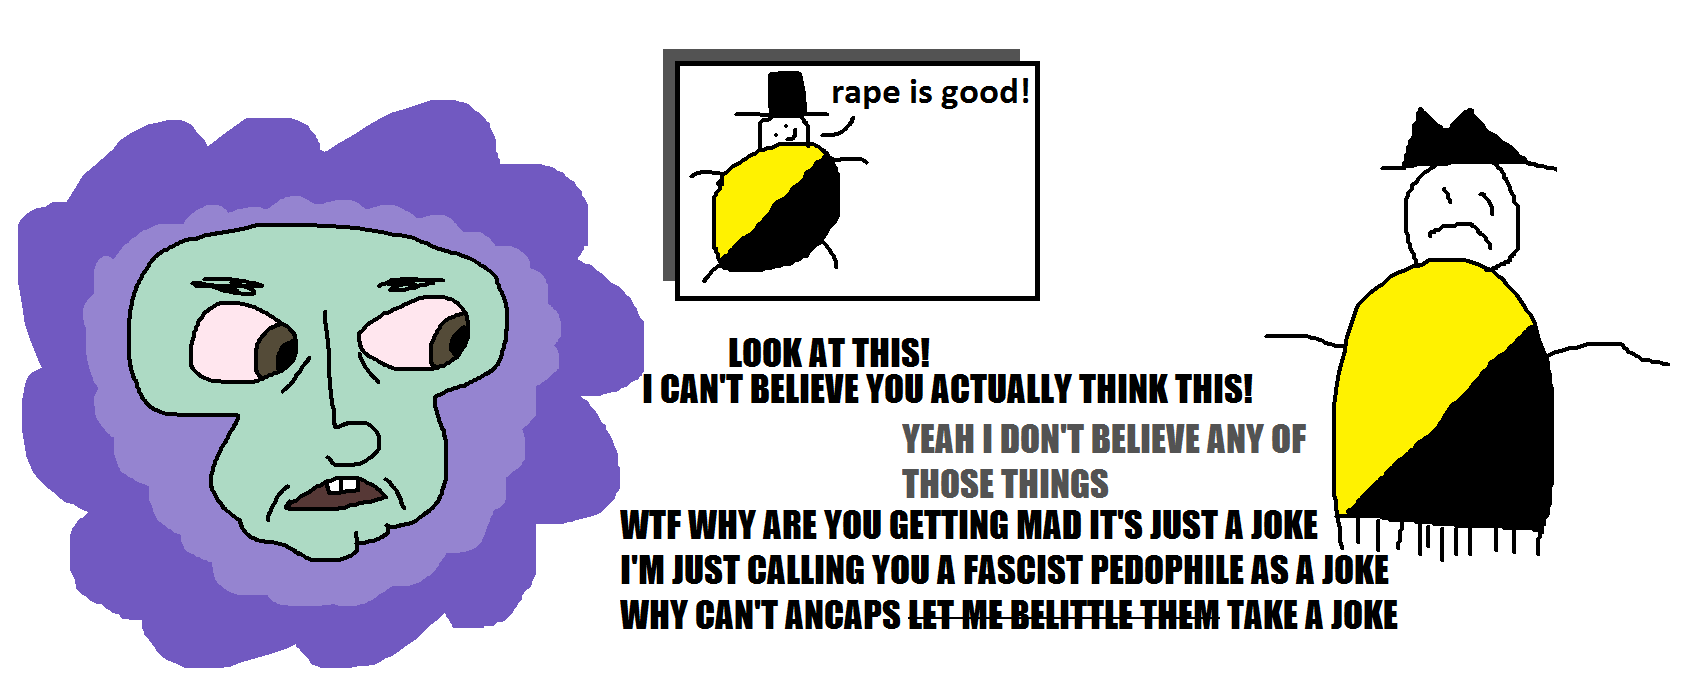 rape is good!
LOOK AT THIS!
I CAN'T BELIEVE YOU ACTUALLY THINK THIS!
YEAH I DON'T BELIEVE ANY OF
THOSE THINGS
WTF WHY ARE YOU GETTING MAD IT'S JUST A JOKE
I'M JUST CALLING YOU A FASCIST PEDOPHILE AS A JOKE
WHY CAN'T ANCAPS LET ME BELITTLE THEM TAKE A JOKE